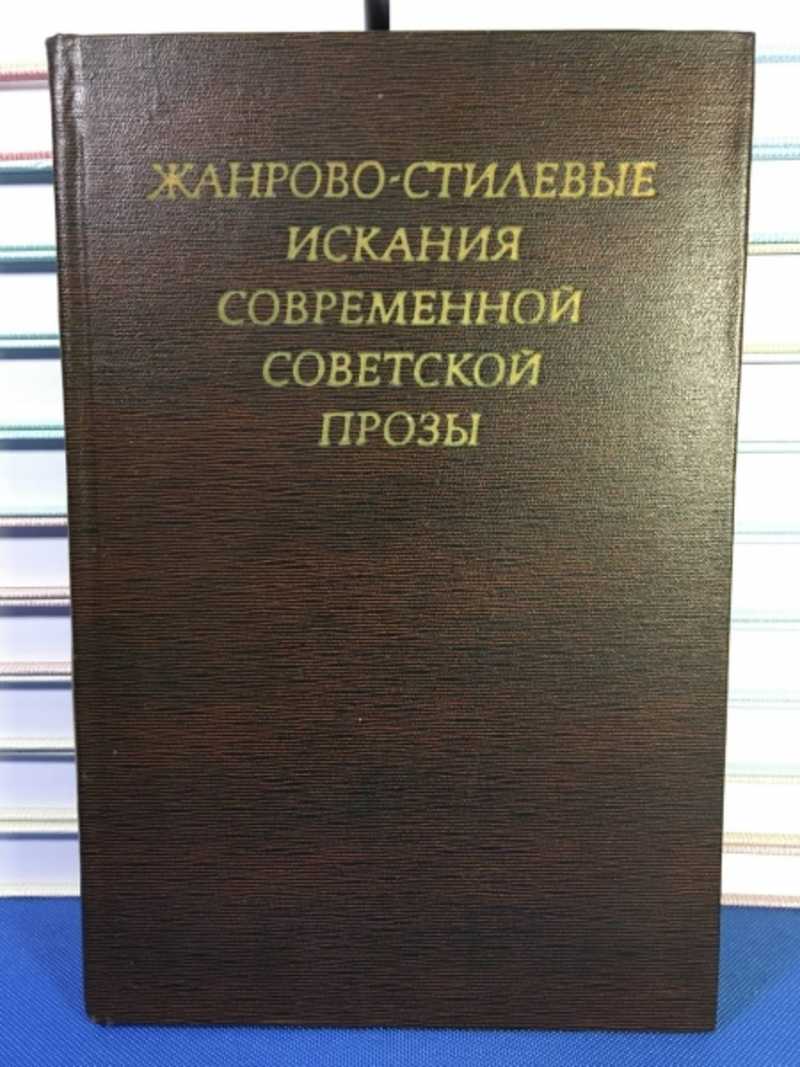 ЖАНРОВО-СТИЛЕВЫЕ
ИСКАНИЯ
СОВРЕМЕННОЙ
СОВЕТСКОЙ
ПРОЗЫ